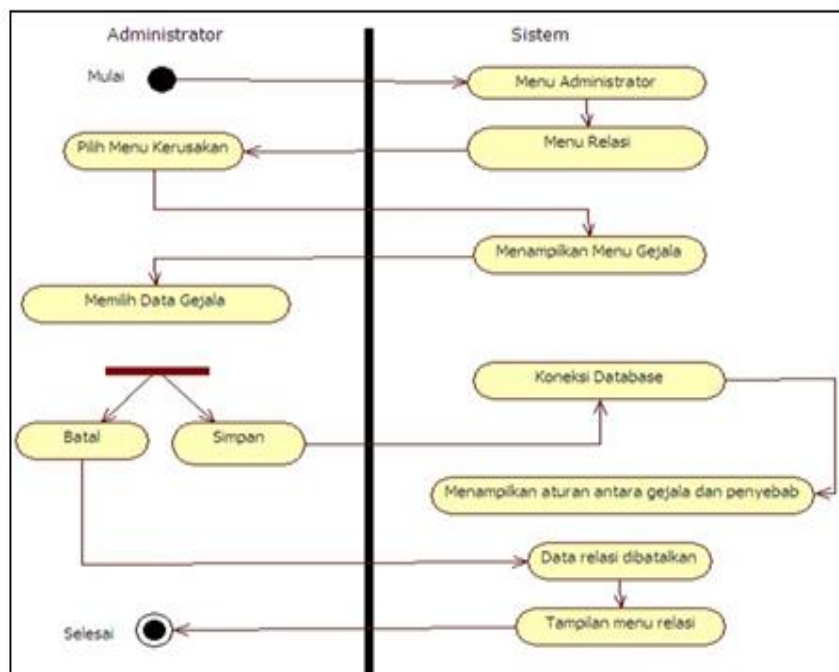 Administrator
Sistem
Mulai
Menu Administrator
Menu Relasi
Pilih Menu Kerusakan
Menampilkan Menu Gejala
Memilih Data Gejala
Koneksi Database
Batal
Simpan
Menampilkan aturan antara gejala dan penyebab
Data relasi dibatalkan
Tampilan menu relasi
Selesai